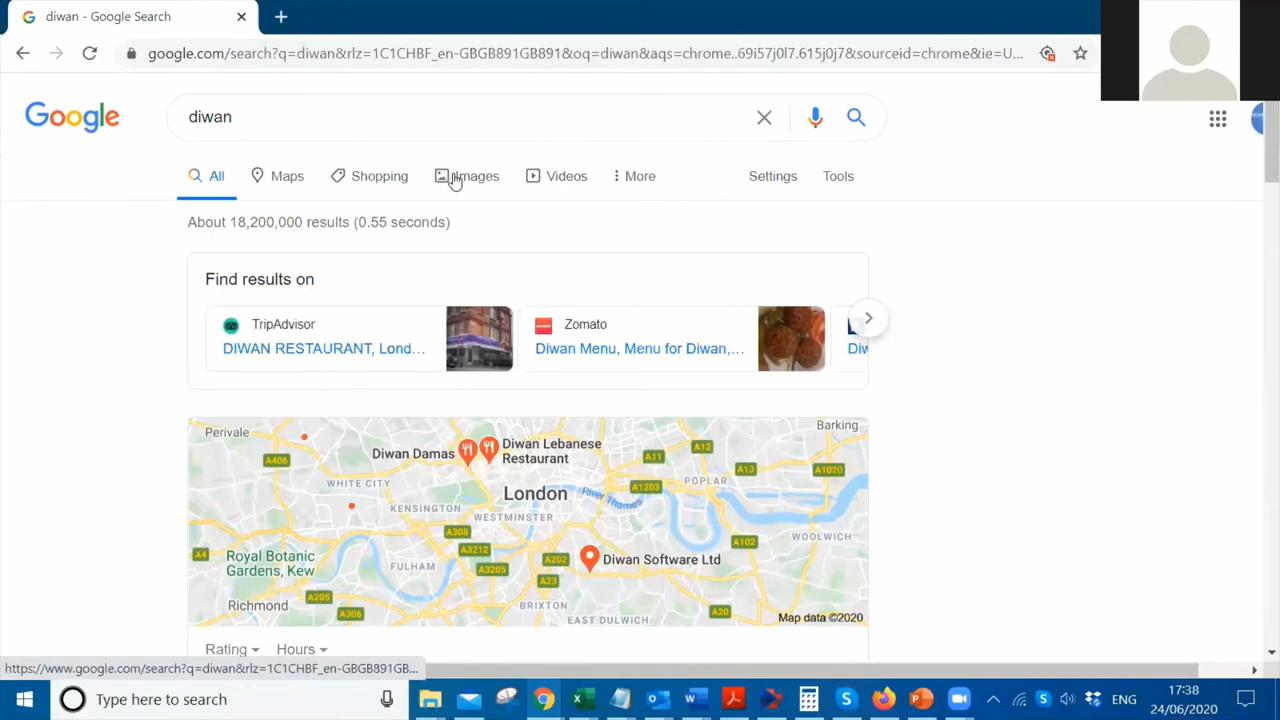 diwan - Google Search
google.com/search?q=diwan&rlz=1C1CHBF_en-GBGB891GB891&oq=diwan&aqs=chrome..69i57j0l7.615j0j7&sourceid=chrome&ie=U...
Google
diwan
All Maps Shopping Images Videos More Settings Tools
About 18,200,000 results (0.55 seconds)
Find results on
TripAdvisor
DIWAN RESTAURANT, Lond...
Zomato
Diwan Menu, Menu for Diwan,...
Diw
Perivale
Barking
A406
A12
A11
A13
A1020
Diwan Damas
Diwan Lebanese
Restaurant
WHITE CITY
London
A1203
POPLAR
River Thames
KENSINGTON
WESTMINSTER
A4
A308
A3212
A3205
A202
A23
A102
WOOLWICH
Royal Botanic
Gardens, Kew
FULHAM
Diwan Software Ltd
Richmond
A205
A306
BRIXTON
EAST DULWICH
A20
Map data ©2020
Rating Hours
https://www.google.com/search?q=diwan&rlz=1C1CHBF_en-GBGB891GB...
Type here to search
ENG
17:38
24/06/2020